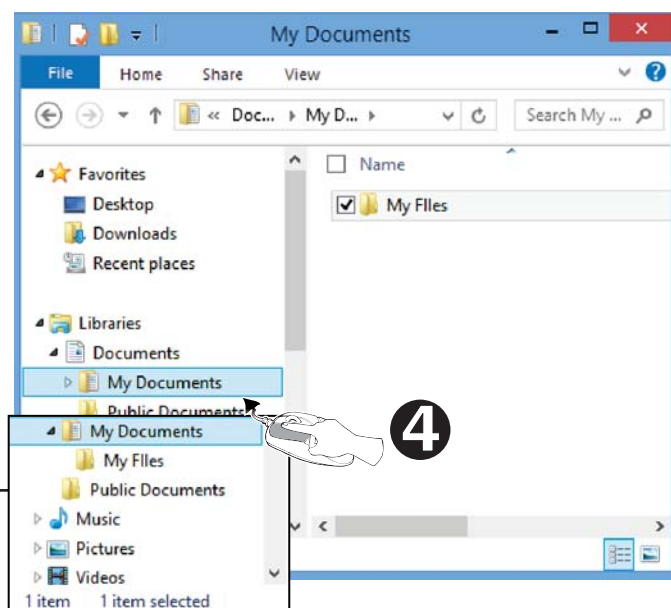 My Documents
File Home Share View
« Doc... My D... Search My ...
Favorites
Desktop
Downloads
Recent places
Libraries
Documents
My Documents
Public Documents
My Documents
My FIles
Public Documents
Music
Pictures
Videos
1 item 1 item selected
Name
My FIles
4